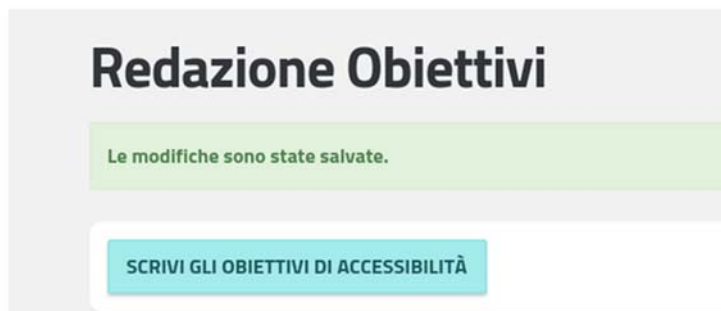 Redazione Obiettivi
Le modifiche sono state salvate.
SCRIVI GLI OBIETTIVI DI ACCESSIBILITÀ